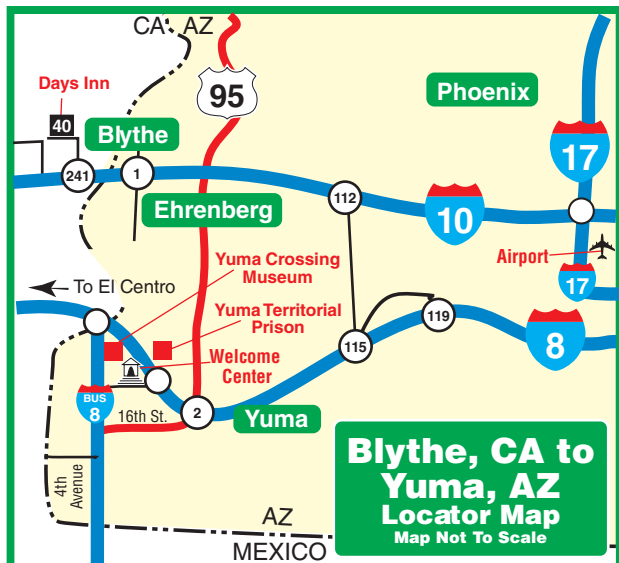 CA AZ
Days Inn
40
95
Phoenix
Blythe
17
241
1
112
Ehrenberg
10
Yuma Crossing
Museum
Airport
17
To El Centro
Yuma Territorial
Prison
119
115
8
Welcome
Center
BUS
8
16th St.
2
Yuma
4th
Avenue
Blythe, CA to
Yuma, AZ
Locator Map
Map Not To Scale
AZ
MEXICO